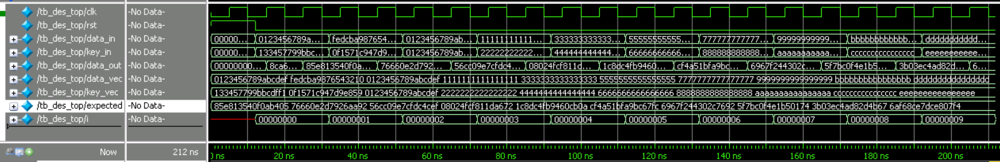 /tb_des_top/clk -No Data-
/tb_des_top/rst -No Data-
/tb_des_top/data_in -No Data- 00000... 0123456789a... fedcba987654... 0123456789ab... 11111111111... 333333333333... 55555555555... 777777777777... 99999999999... bbbbbbbbbbbb... ddddddddddd...
/tb_des_top/key_in -No Data- 00000... 133457799bbc... 0f1571c947d9... 0123456789ab... 222222222222 444444444444 66666666666... 888888888888... aaaaaaaaaaa... cccccccccccccccc eeeeeeeeeeee...
/tb_des_top/data_out -No Data- 00000000... 8ca6... 85e813540f0a... 76660e2d792... 56cc09e7cfdc4... 08024fcf811d... 1c8dc4fb9460... cf4a51bfa9bc... 6967f244302c... 5f7bc0f4e1b5... 3b03ec4ad82d... 6...
/tb_des_top/data_vec -No Data- 0123456789abcdef fedcba9876543210 0123456789abcdef 1111111111111111 3333333333333333 5555555555555555 7777777777777777 9999999999999999 bbbbbbbbbbbbbbbb dddddddddddddddd
/tb_des_top/key_vec -No Data- 133457799bbcdff1 0f1571c947d9e859 0123456789abcdef 2222222222222222 4444444444444444 6666666666666666 8888888888888888 aaaaaaaaaaaaaaaa cccccccccccccccc eeeeeeeeeeeeeeee
/tb_des_top/expected -No Data- 85e813540f0ab405 76660e2d7926aa92 56cc09e7cfdc4cef 08024fcf811da672 1c8dc4fb9460cb0a cf4a51bfa9bc67fc 6967f244302c7692 5f7bc0f4e1b50174 3b03ec4ad82d4b67 6af68ce7dce807f4
/tb_des_top/i -No Data- 00000000 00000001 00000002 00000003 00000004 00000005 00000006 00000007 00000008 00000009
Now 212 ns ns 20 ns 40 ns 60 ns 80 ns 100 ns 120 ns 140 ns 160 ns 180 ns 200 ns